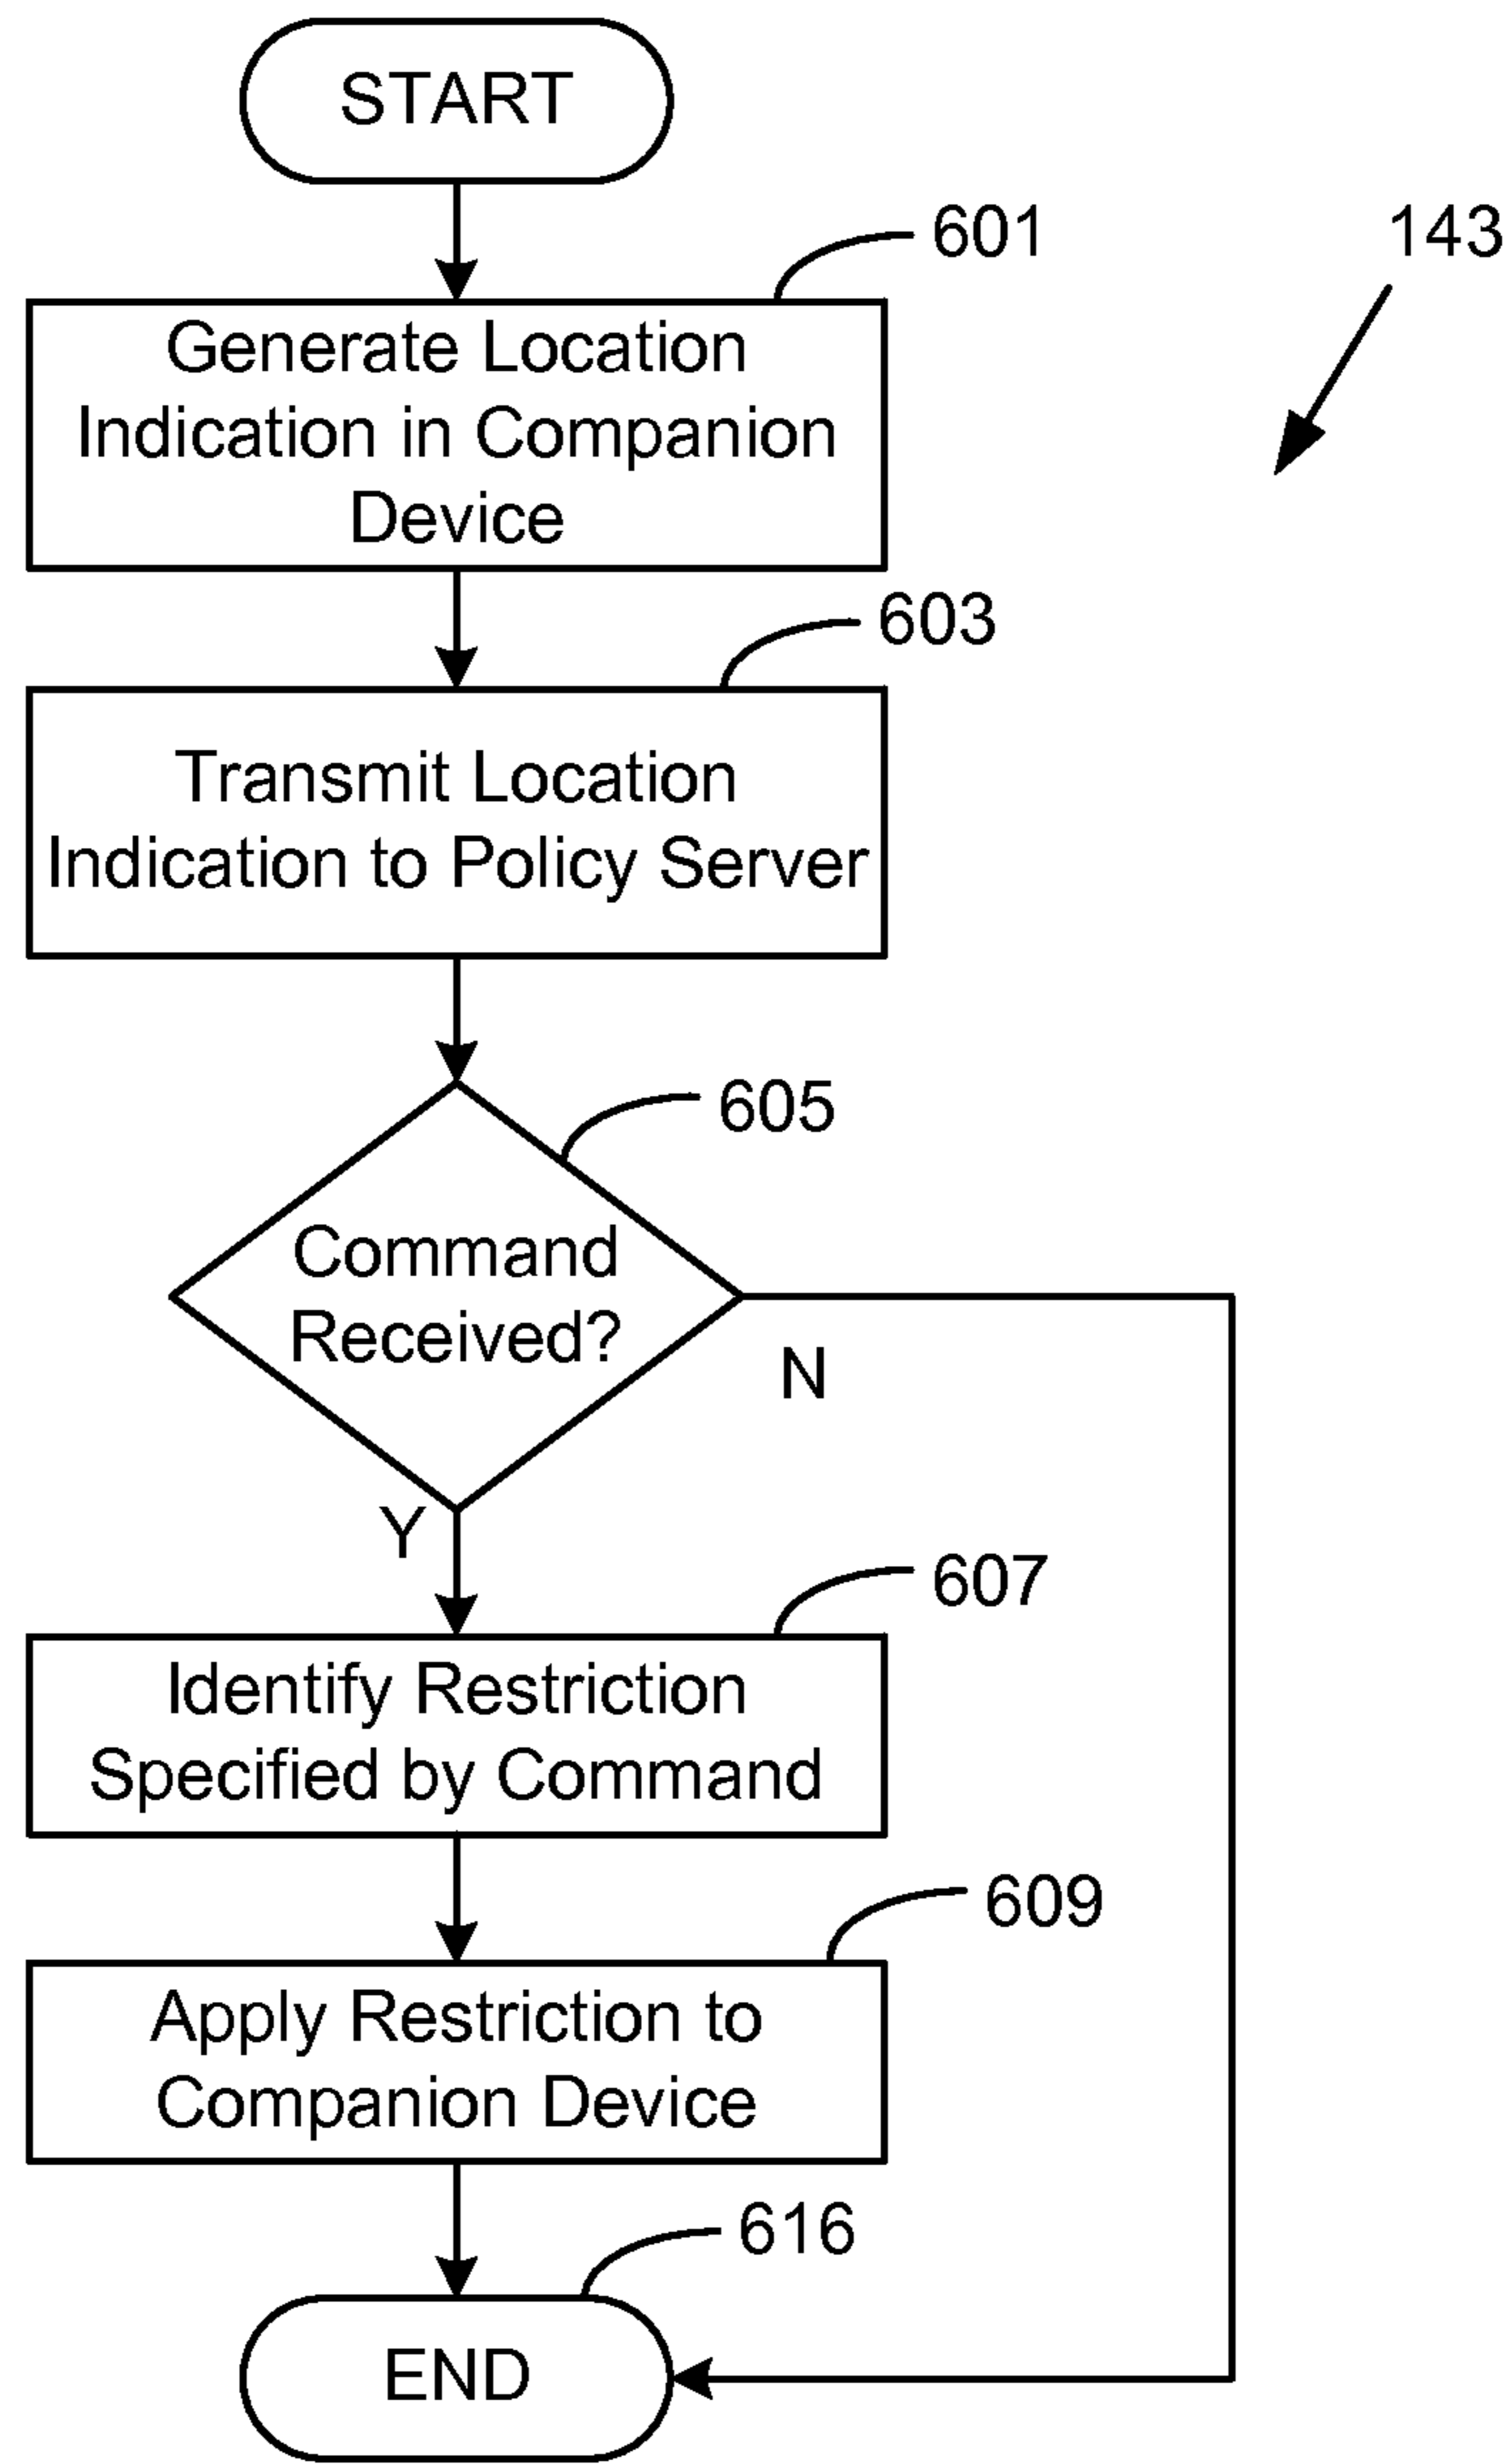 START
601
143
Generate Location
Indication in Companion
Device
603
Transmit Location
Indication to Policy Server
605
Command
Received?
N
Y
607
Identify Restriction
Specified by Command
609
Apply Restriction to
Companion Device
616
END